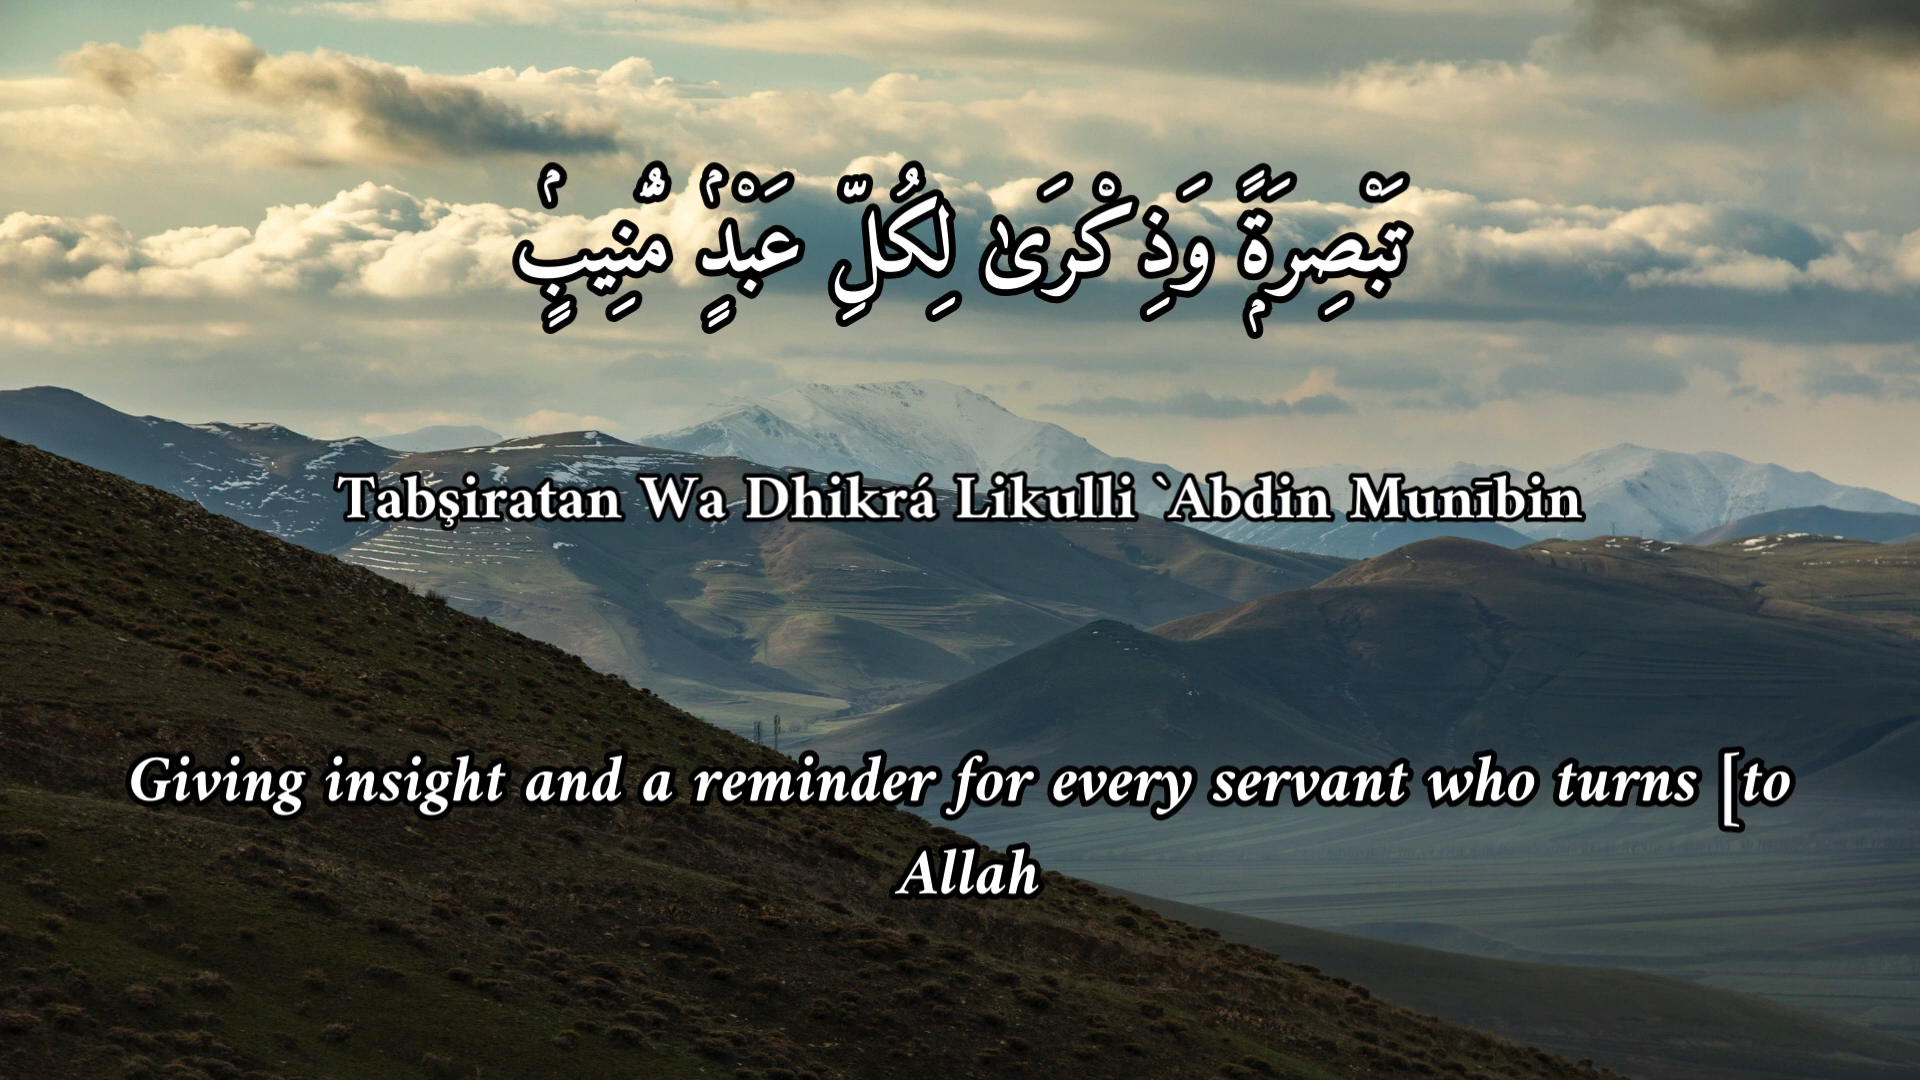 تَبْصِرَةًۭ وَذِكْرَىٰ لِكُلِّ عَبْدٍۢ مُّنِيبٍۢ
Tabşiratan Wa Dhikrá Likulli `Abdin Munībin
Giving insight and a reminder for every servant who turns [to
Allah